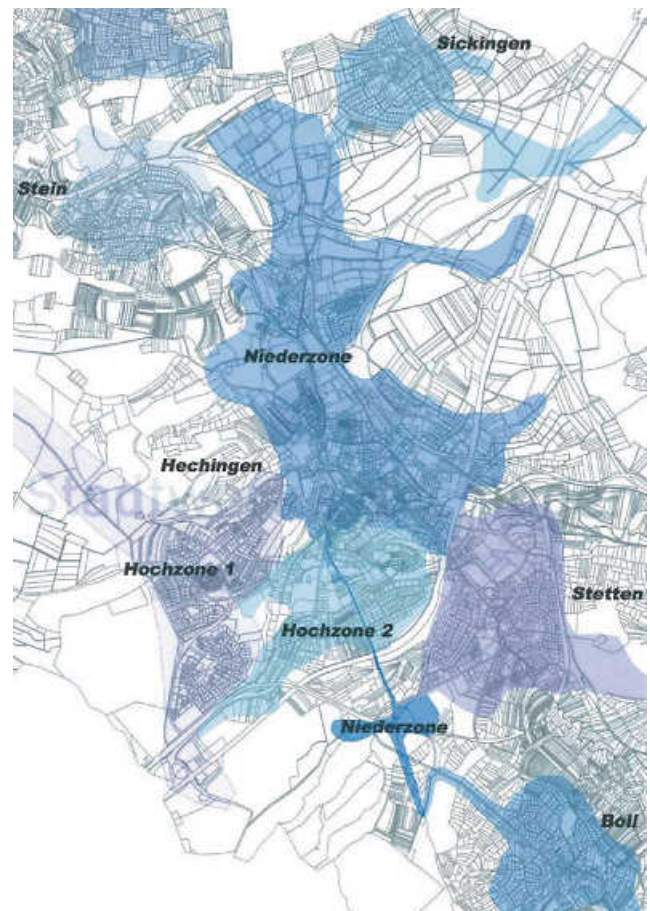 Sickingen
Stein
Niederzone
Hechingen
Hochzone 1
Stetten
Hochzone 2
Niederzone
Boll